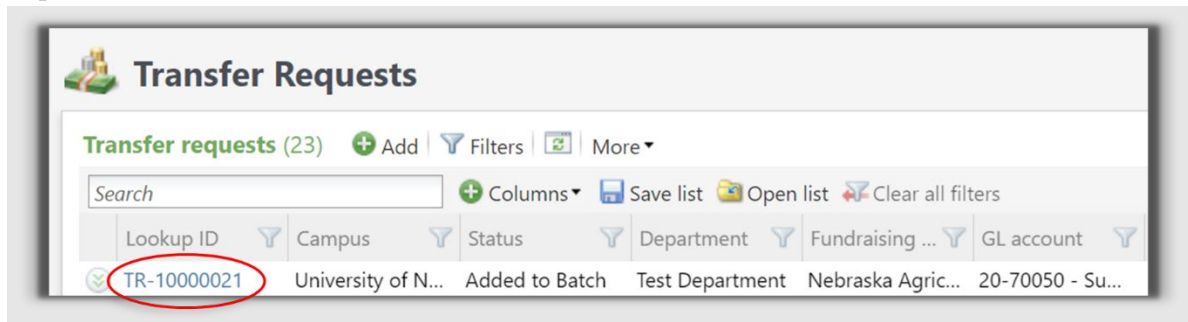 Transfer Requests
Transfer requests (23) Add Filters More
Search Columns Save list Open list Clear all filters
Lookup ID Campus Status Department Fundraising ... GL account
TR-10000021 University of N... Added to Batch Test Department Nebraska Agric... 20-70050 - Su...